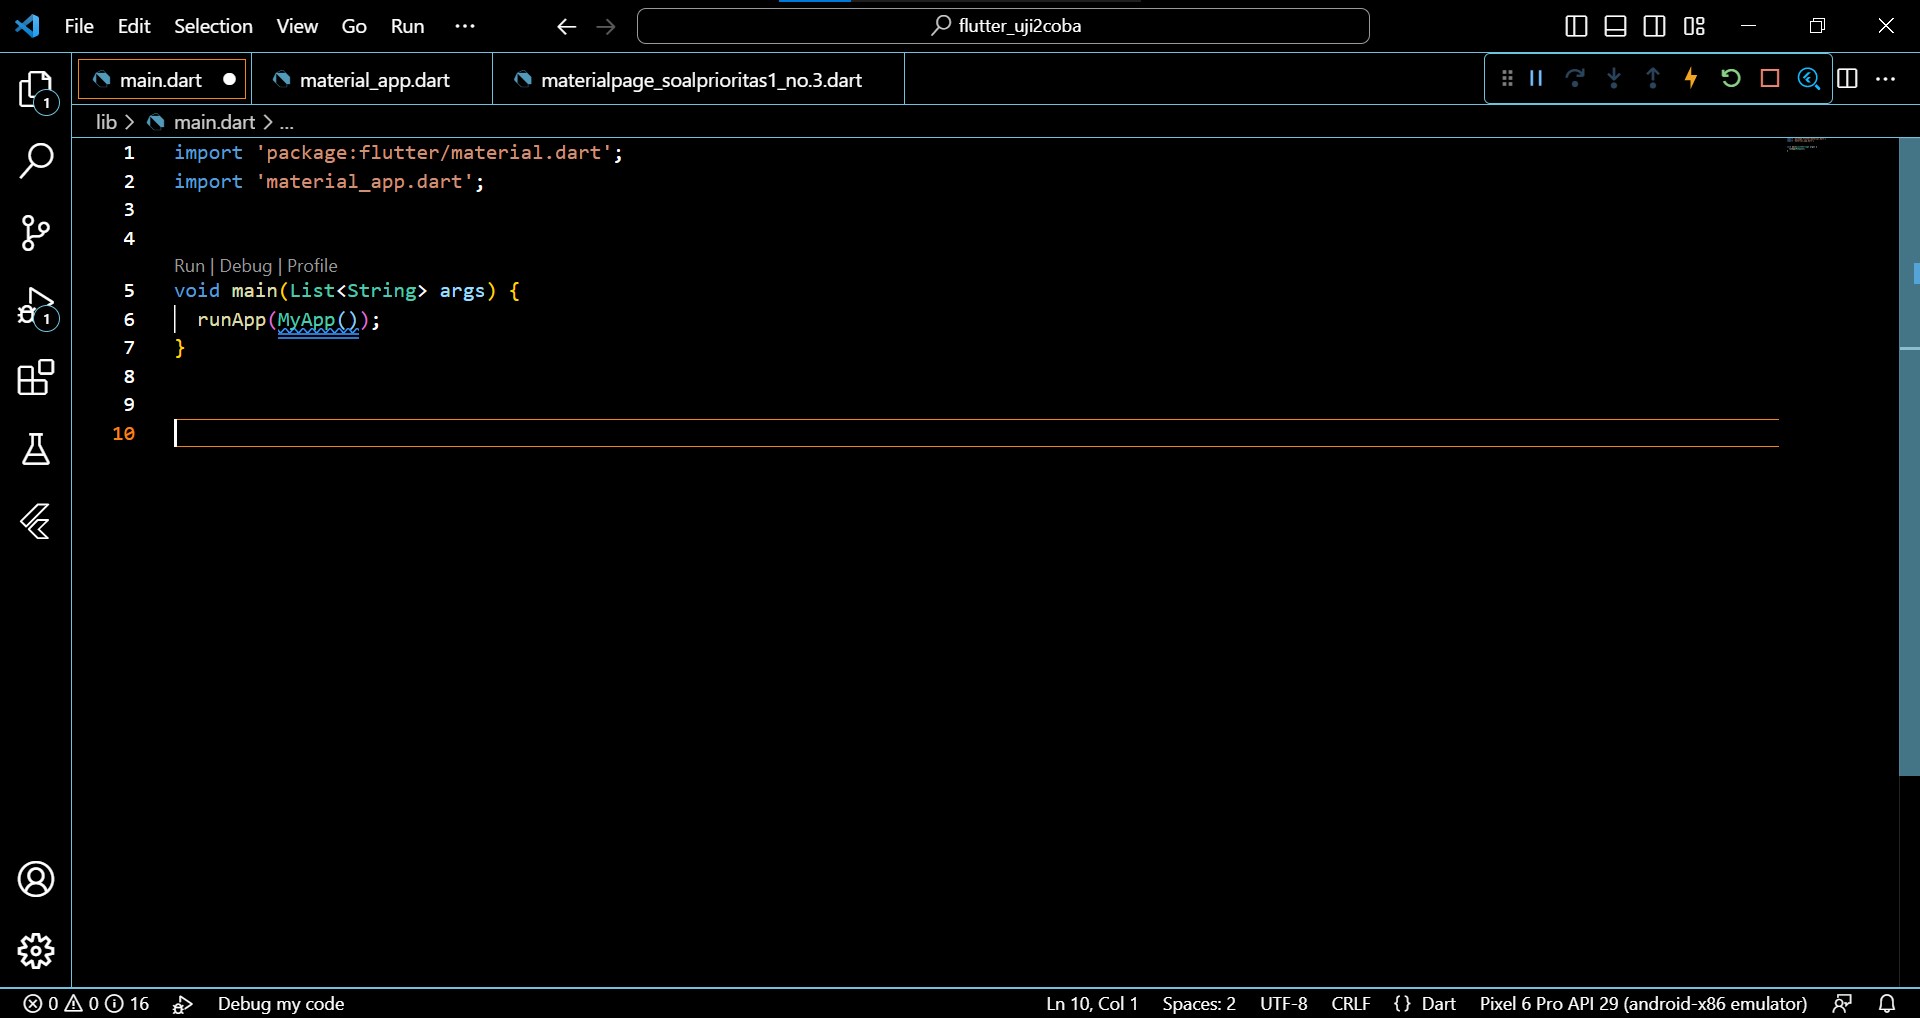 File Edit Selection View Go Run ··· flutter_uji2coba
main.dart material_app.dart materialpage_soalprioritas1_no.3.dart
lib > main.dart > ...
1 import 'package:flutter/material.dart';
2 import 'material_app.dart';
3
4
Run | Debug | Profile
5 void main(List<String> args) {
6 runApp(MyApp());
7 }
8
9
10
1
1
0 0 16 Debug my code Ln 10, Col 1 Spaces: 2 UTF-8 CRLF {} Dart Pixel 6 Pro API 29 (android-x86 emulator)